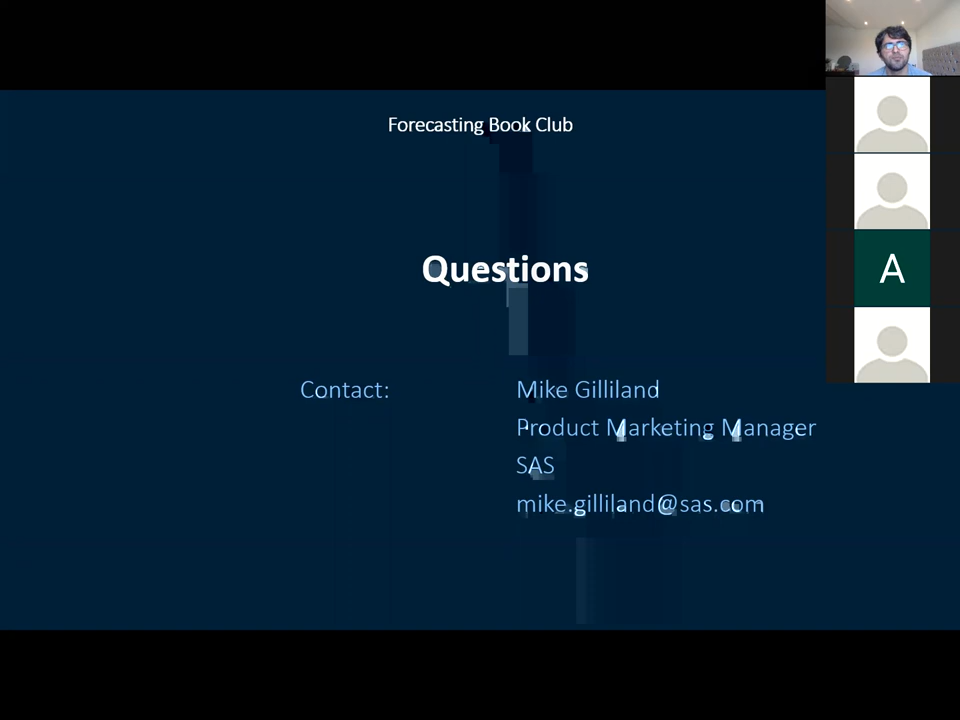 Forecasting Book Club
Questions
Contact: Mike Gilliland
Product Marketing Manager
SAS
mike.gilliland@sas.com
A